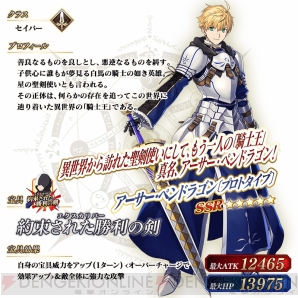 クラス
セイバー
プロフィール
善良なるものを良しとし、悪逆なるものを糾す。
子供心に誰もが夢見る白馬の騎士の如き英雄。
星の聖剣使いとも言われる。
その正体は、何らかの存在を追ってこの世界に
辿り着いた異世界の「騎士王」である。
異世界から訪れた聖剣使いにして、もう一人の「騎士王」
真名、アーサー・ペンドラゴン！
アーサー・ペンドラゴン〔プロトタイプ〕
SSR★★★★★
宝具
エクスカリバー
約束された勝利の剣
宝具効果
自身の宝具威力をアップ(1ターン)＜オーバーチャージで
効果アップ＞&敵全体に強力な攻撃
最大ATK 12465
最大HP 13975